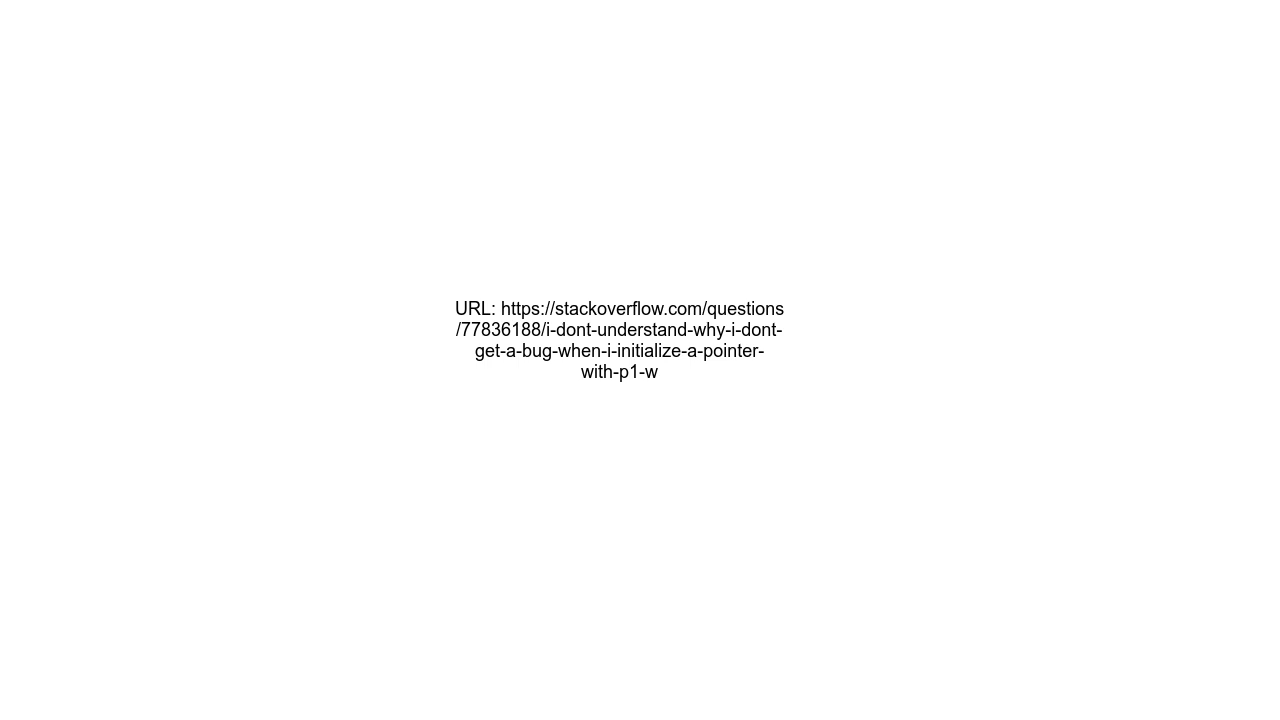 URL: https://stackoverflow.com/questions
/77836188/i-dont-understand-why-i-dont-
get-a-bug-when-i-initialize-a-pointer-
with-p1-w